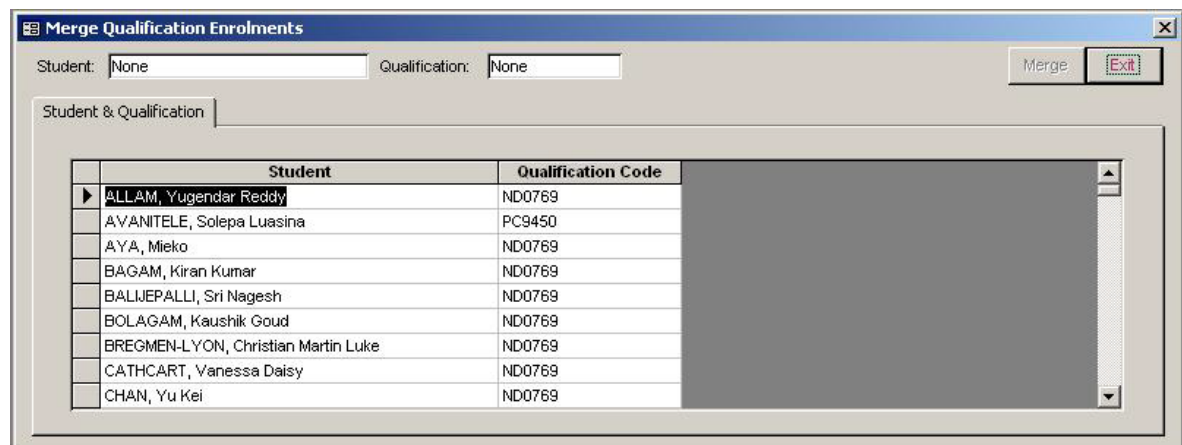 Merge Qualification Enrolments
Student: None Qualification: None Merge Exit
Student & Qualification
Student Qualification Code
ALLAM, Yugendar Reddy ND0769
AVANITELE, Solepa Luasina PC9450
AYA, Mieko ND0769
BAGAM, Kiran Kumar ND0769
BALIJEPALLI, Sri Nagesh ND0769
BOLAGAM, Kaushik Goud ND0769
BREGMEN-LYON, Christian Martin Luke ND0769
CATHCART, Vanessa Daisy ND0769
CHAN, Yu Kei ND0769